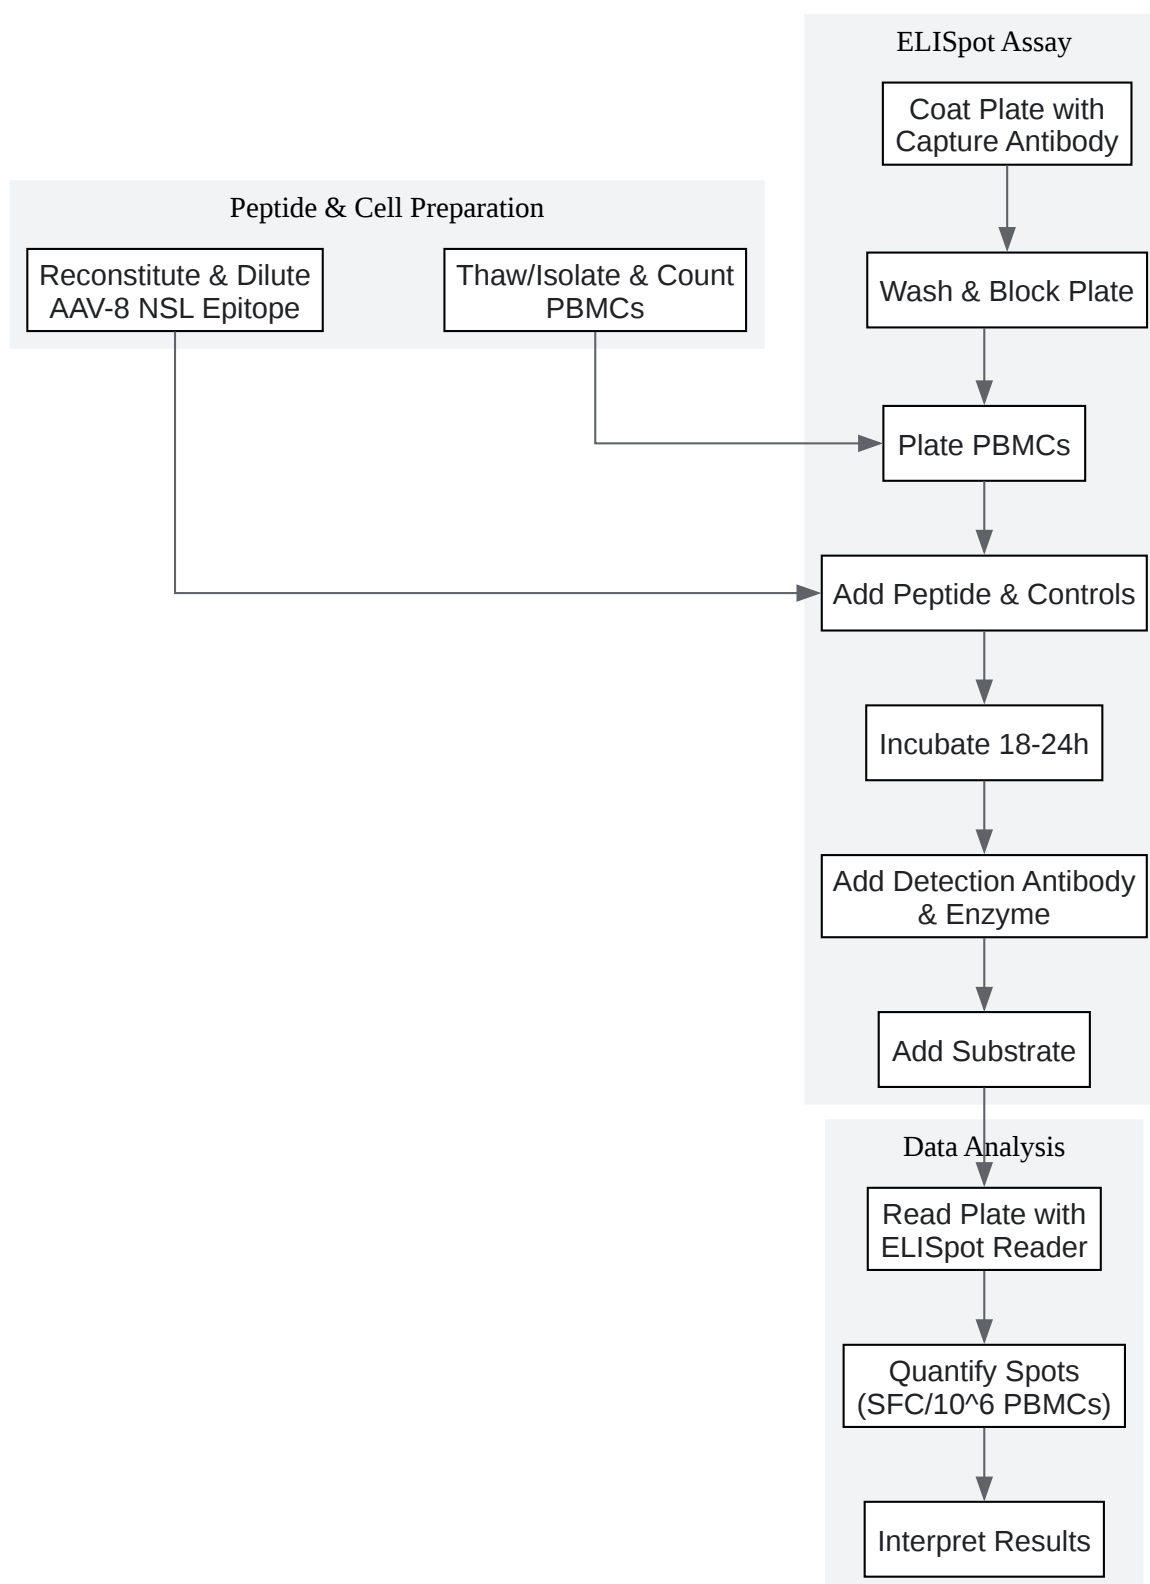 ELISpot Assay
Coat Plate with
Capture Antibody
Peptide & Cell Preparation
Reconstitute & Dilute
AAV-8 NSL Epitope
Thaw/Isolate & Count
PBMCs
Wash & Block Plate
Plate PBMCs
Add Peptide & Controls
Incubate 18-24h
Add Detection Antibody
& Enzyme
Add Substrate
Data Analysis
Read Plate with
ELISpot Reader
Quantify Spots
(SFC/10^6 PBMCs)
Interpret Results